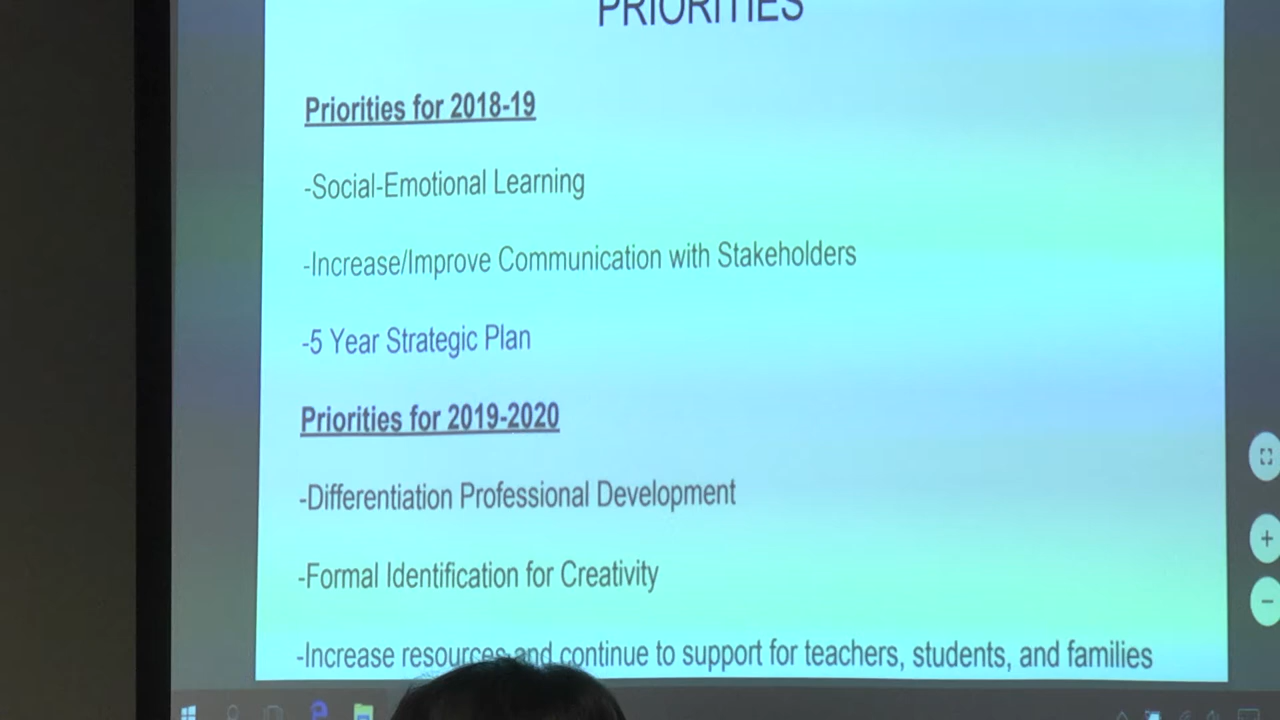 PRIORITIES
Priorities for 2018-19
-Social-Emotional Learning
-Increase/Improve Communication with Stakeholders
-5 Year Strategic Plan
Priorities for 2019-2020
-Differentiation Professional Development
-Formal Identification for Creativity
-Increase resources and continue to support for teachers, students, and families